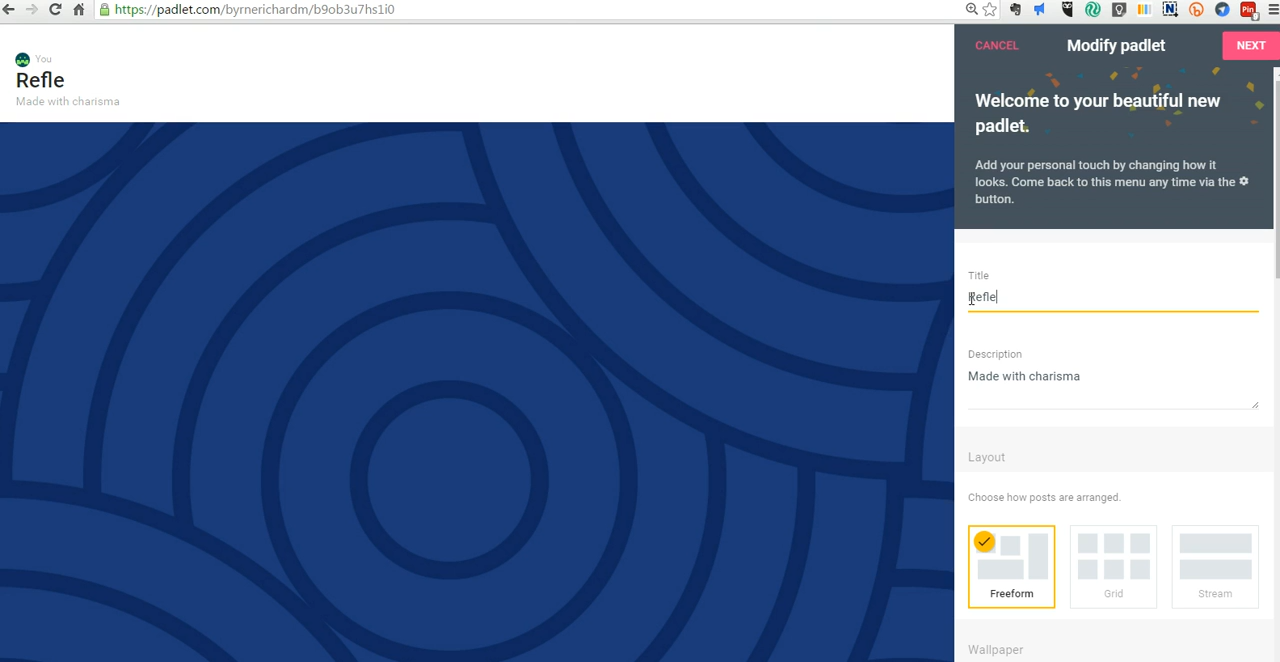 https://padlet.com/byrnerichardm/b9ob3u7hs1i0
You
Refle
Made with charisma
CANCEL
Modify padlet
NEXT
Welcome to your beautiful new
padlet.
Add your personal touch by changing how it
looks. Come back to this menu any time via the
button.
Title
Refle
Description
Made with charisma
Layout
Choose how posts are arranged.
Freeform
Grid
Stream
Wallpaper